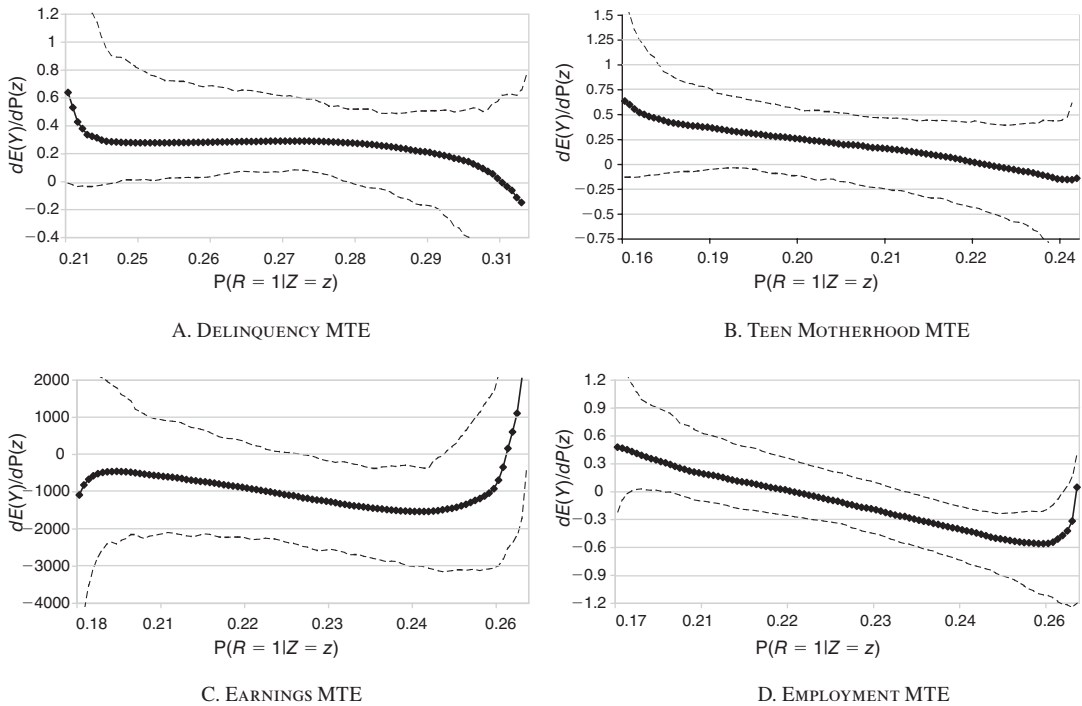 1.2
1
0.8
0.6
0.4
0.2
0
−0.2
−0.4
dE(Y)/dP(z)
0.21 0.25 0.26 0.27 0.28 0.29 0.31
P(R = 1|Z = z)
A. Delinquency MTE
1.5
1.25
1
0.75
0.5
0.25
0
−0.25
−0.5
−0.75
dE(Y)/dP(z)
0.16 0.19 0.20 0.21 0.22 0.24
P(R = 1|Z = z)
B. Teen Motherhood MTE
2000
1000
0
1000
−2000
−3000
−4000
dE(Y)/dP(z)
0.18 0.21 0.22 0.23 0.24 0.26
P(R = 1|Z = z)
C. Earnings MTE
1.2
0.9
0.6
0.3
0
−0.3
−0.6
−0.9
−1.2
dE(Y)/dP(z)
0.17 0.21 0.22 0.23 0.24 0.26
P(R = 1|Z = z)
D. Employment MTE